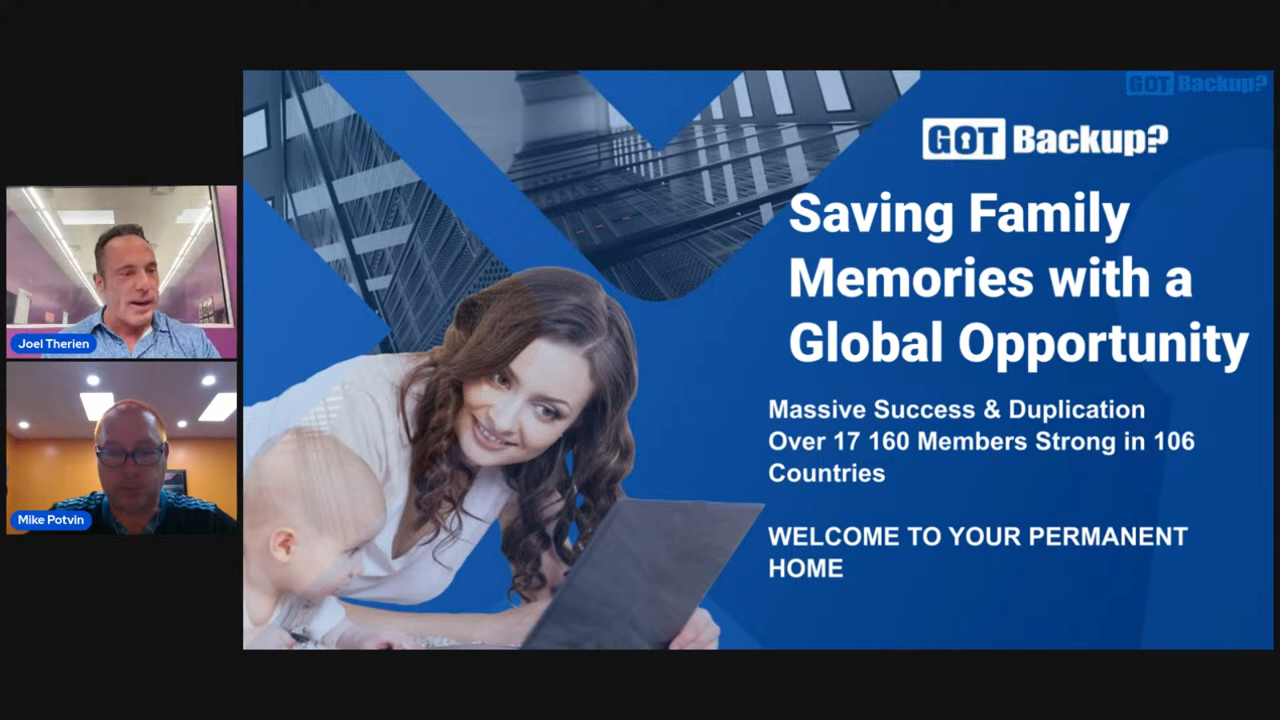 GOT Backup?
GOT Backup?
Saving Family
Memories with a
Global Opportunity
Massive Success & Duplication
Over 17 160 Members Strong in 106
Countries
WELCOME TO YOUR PERMANENT
HOME
Joel Therien
Mike Potvin